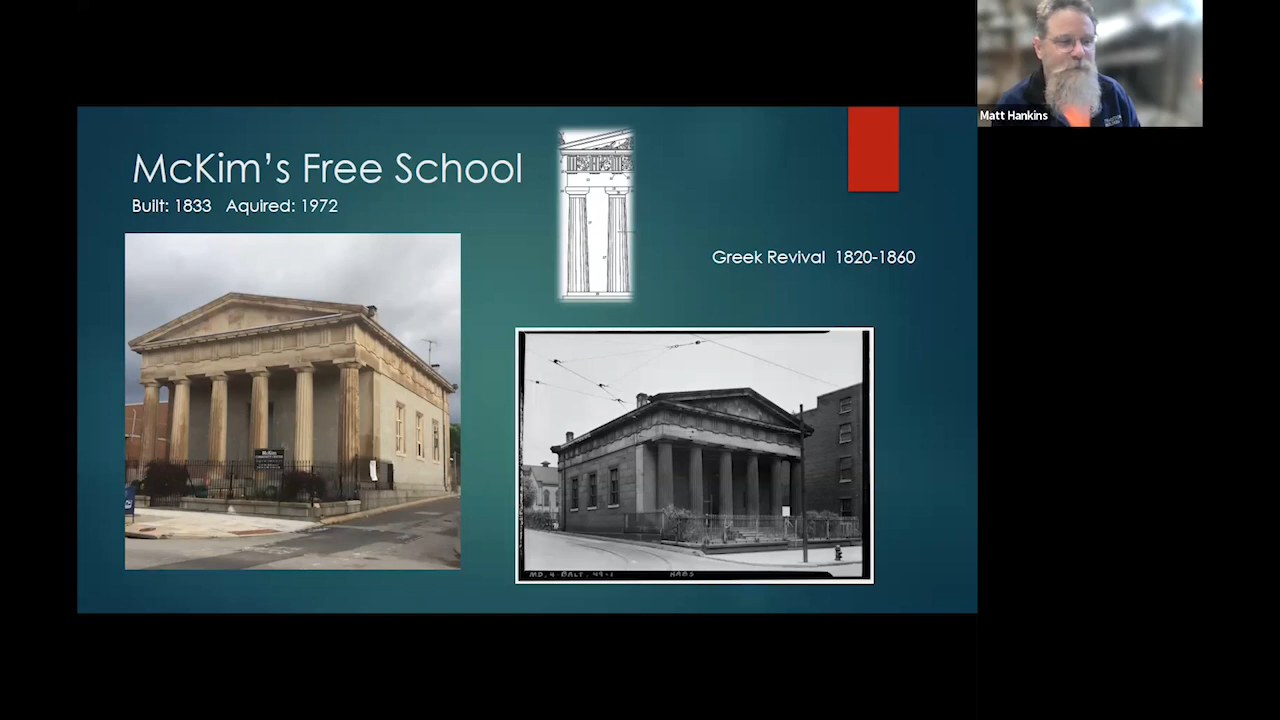 Matt Hankins
McKim's Free School
Built: 1833 Aquired: 1972
Greek Revival 1820-1860
McKim
MD, 4 BALT, 49-1 HABS